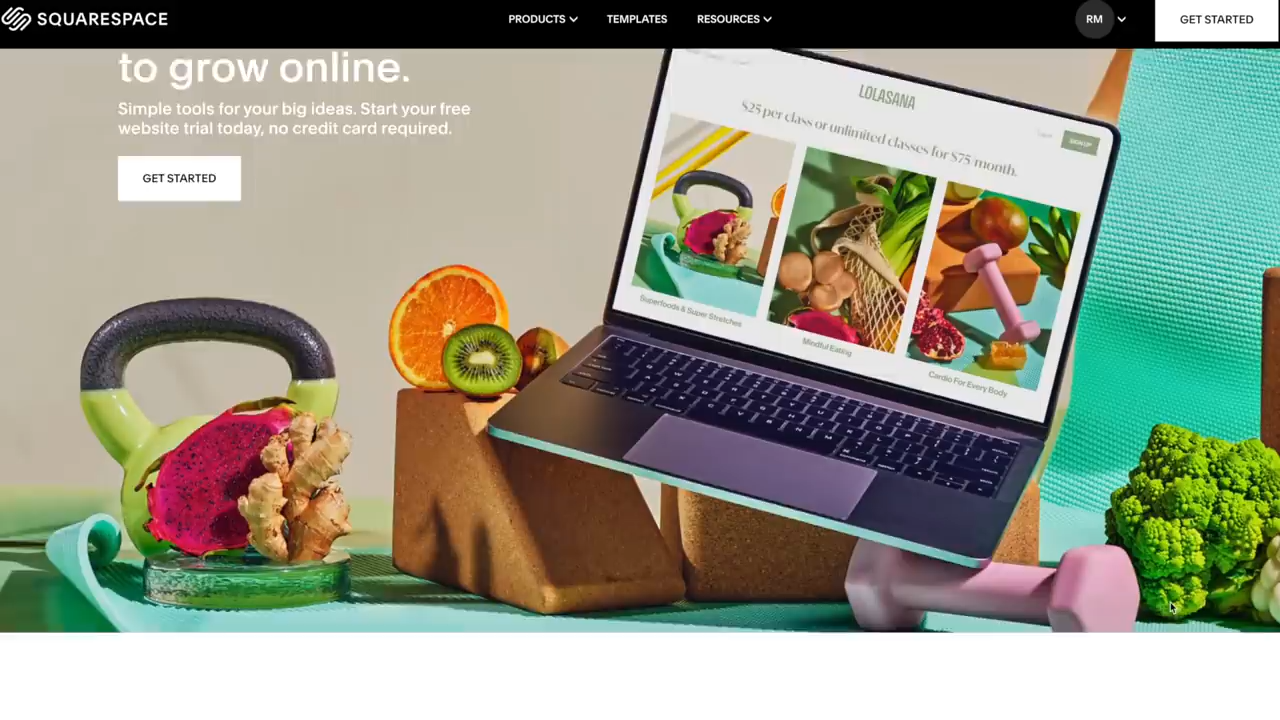 SQUARESPACE
PRODUCTS
TEMPLATES
RESOURCES
RM
GET STARTED
to grow online.
Simple tools for your big ideas. Start your free
website trial today, no credit card required.
GET STARTED
LOLASANA
$25 per class or unlimited classes for $75/month.
SIGN UP
Superfoods & Super Stretches
Mindful Eating
Cardio For Every Body